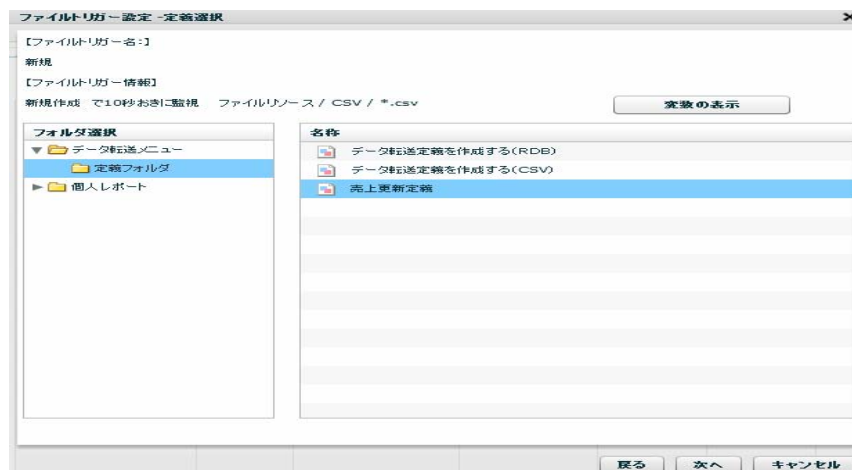 ファイルトリガー設定 -定義選択
【ファイルトリガー名:】
新規
【ファイルトリガー情報】
新規作成 で10秒おきに監視 ファイルリソース / CSV / *.csv
変数の表示
フォルダ選択
データ転送メニュー
定義フォルダ
個人レポート
名称
データ転送定義を作成する(RDB)
データ転送定義を作成する(CSV)
売上更新定義
戻る 次へ キャンセル